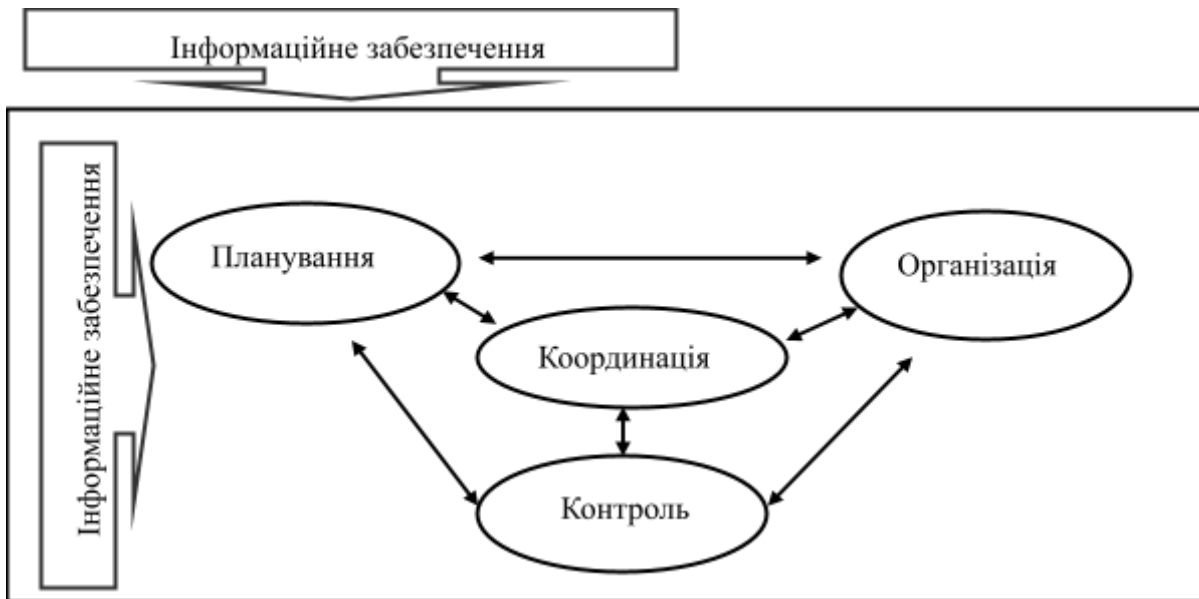 Інформаційне забезпечення
Інформаційне забезпечення
Планування
Організація
Координація
Контроль